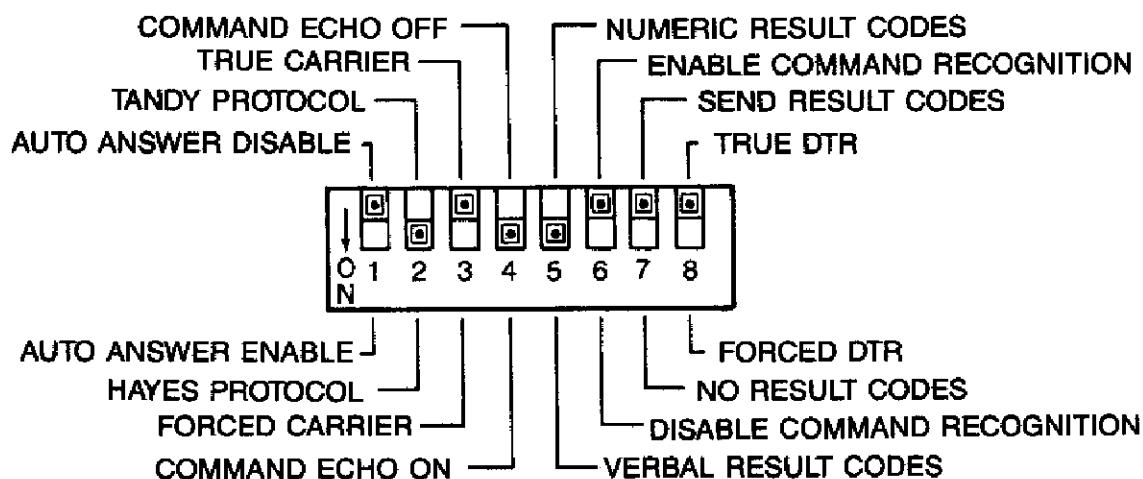 COMMAND ECHO OFF
NUMERIC RESULT CODES
TRUE CARRIER
ENABLE COMMAND RECOGNITION
TANDY PROTOCOL
SEND RESULT CODES
AUTO ANSWER DISABLE
TRUE DTR
ON
1 2 3 4 5 6 7 8
AUTO ANSWER ENABLE
FORCED DTR
HAYES PROTOCOL
NO RESULT CODES
FORCED CARRIER
DISABLE COMMAND RECOGNITION
COMMAND ECHO ON
VERBAL RESULT CODES